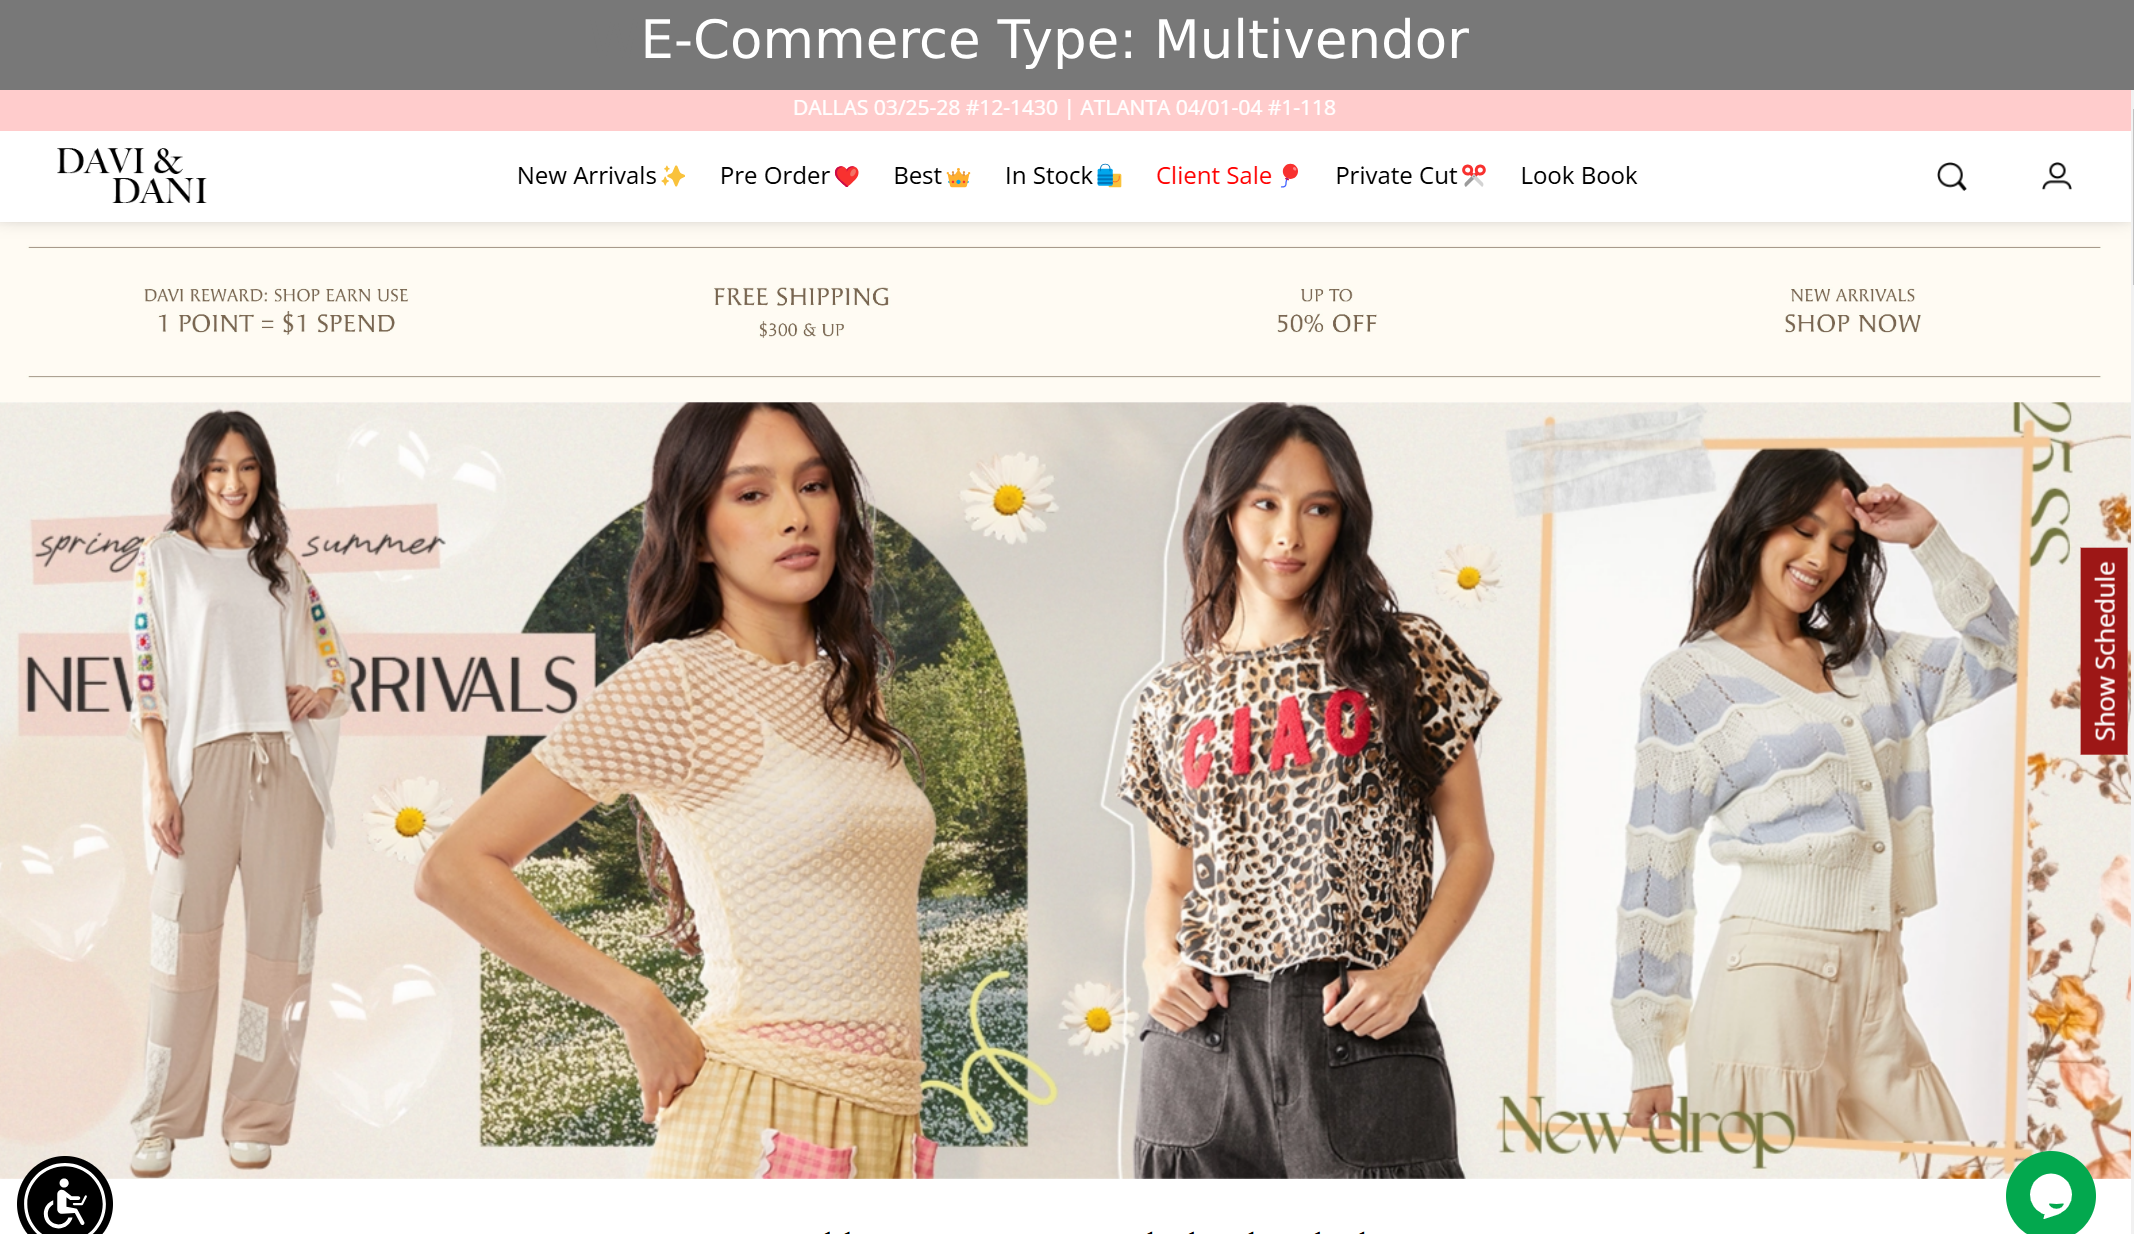 E-Commerce Type: Multivendor
DALLAS 03/25-28 #12-1430 | ATLANTA 04/01-04 #1-118
DAVI &
DANI
New Arrivals✨ Pre Order❤️ Best👑 In Stock🛍️ Client Sale🎈 Private Cut✂️ Look Book
DAVI REWARD: SHOP EARN USE
1 POINT = $1 SPEND
FREE SHIPPING
$300 & UP
UP TO
50% OFF
NEW ARRIVALS
SHOP NOW
spring summer
NEW ARRIVALS
CIAO
25 SS
Show Schedule
New drop